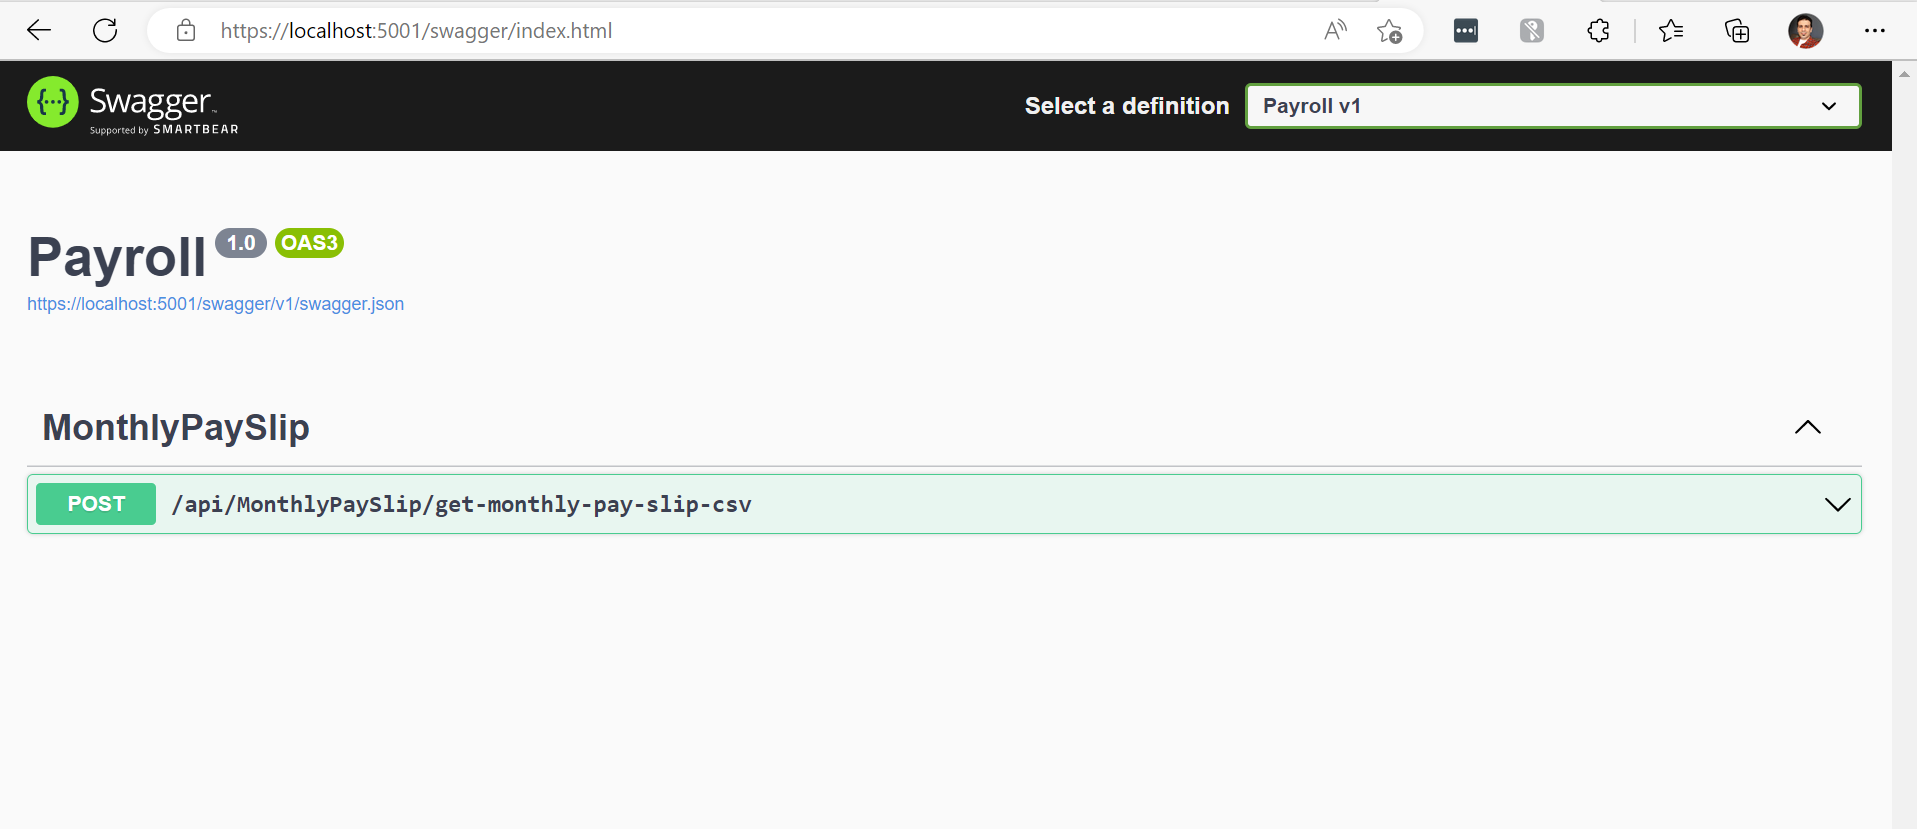 https://localhost:5001/swagger/index.html
Swagger
Supported by SMARTBEAR
Select a definition
Payroll v1
Payroll 1.0 OAS3
https://localhost:5001/swagger/v1/swagger.json
MonthlyPaySlip
POST /api/MonthlyPaySlip/get-monthly-pay-slip-csv